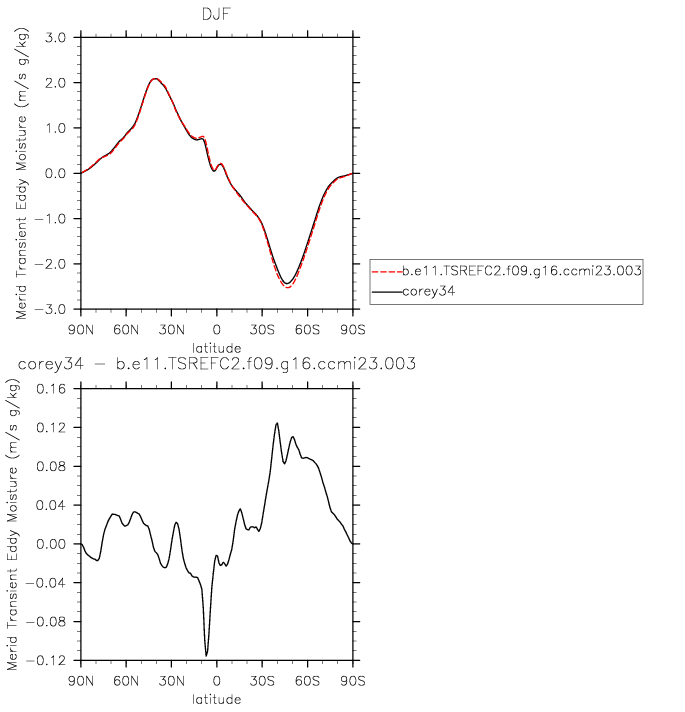 DJF
Merid Transient Eddy Moisture (m/s g/kg)
3.0
2.0
1.0
0.0
−1.0
−2.0
−3.0
90N 60N 30N 0 30S 60S 90S
latitude
b.e11.TSREFC2.f09.g16.ccmi23.003
corey34
corey34 − b.e11.TSREFC2.f09.g16.ccmi23.003
Merid Transient Eddy Moisture (m/s g/kg)
0.16
0.12
0.08
0.04
0.00
−0.04
−0.08
−0.12
90N 60N 30N 0 30S 60S 90S
latitude